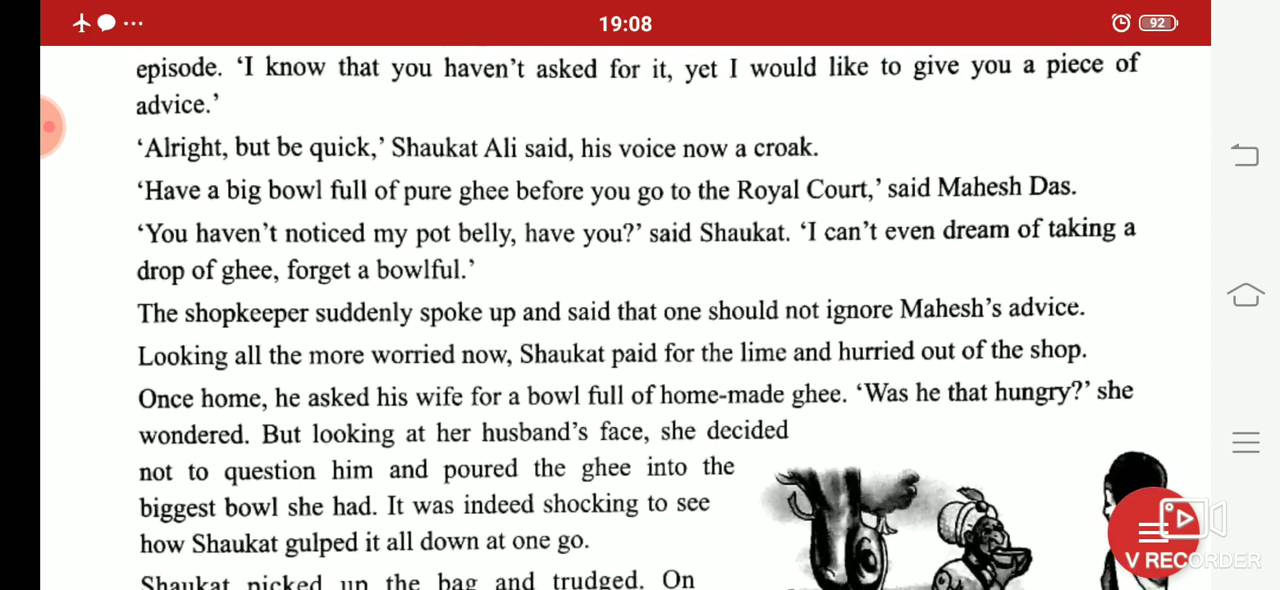 19:08
92
episode. ‘I know that you haven’t asked for it, yet I would like to give you a piece of
advice.’
‘Alright, but be quick,’ Shaukat Ali said, his voice now a croak.
‘Have a big bowl full of pure ghee before you go to the Royal Court,’ said Mahesh Das.
‘You haven’t noticed my pot belly, have you?’ said Shaukat. ‘I can’t even dream of taking a
drop of ghee, forget a bowlful.’
The shopkeeper suddenly spoke up and said that one should not ignore Mahesh’s advice.
Looking all the more worried now, Shaukat paid for the lime and hurried out of the shop.
Once home, he asked his wife for a bowl full of home-made ghee. ‘Was he that hungry?’ she
wondered. But looking at her husband’s face, she decided
not to question him and poured the ghee into the
biggest bowl she had. It was indeed shocking to see
how Shaukat gulped it all down at one go.
Shaukat picked up the bag and trudged. On
V RECORDER